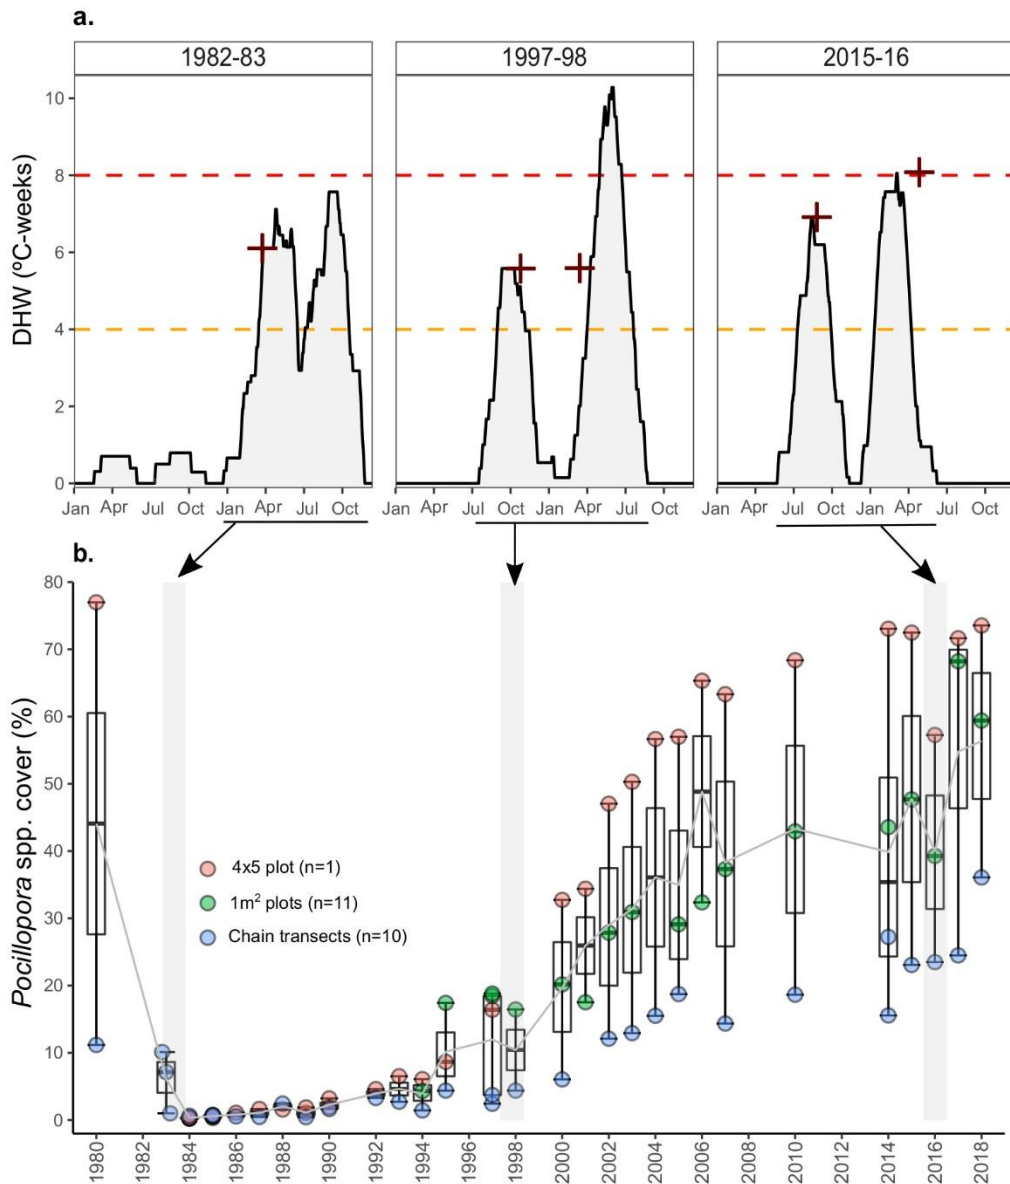 a.
1982-83 1997-98 2015-16
DHW (ºC-weeks)
10
8
6
4
2
0
Jan Apr Jul Oct Jan Apr Jul Oct Jan Apr Jul Oct Jan Apr Jul Oct Jan Apr Jul Oct Jan Apr Jul Oct
b.
Pocillopora spp. cover (%)
80
70
60
50
40
30
20
10
0
4x5 plot (n=1)
1m² plots (n=11)
Chain transects (n=10)
1980 1982 1984 1986 1988 1990 1992 1994 1996 1998 2000 2002 2004 2006 2008 2010 2012 2014 2016 2018